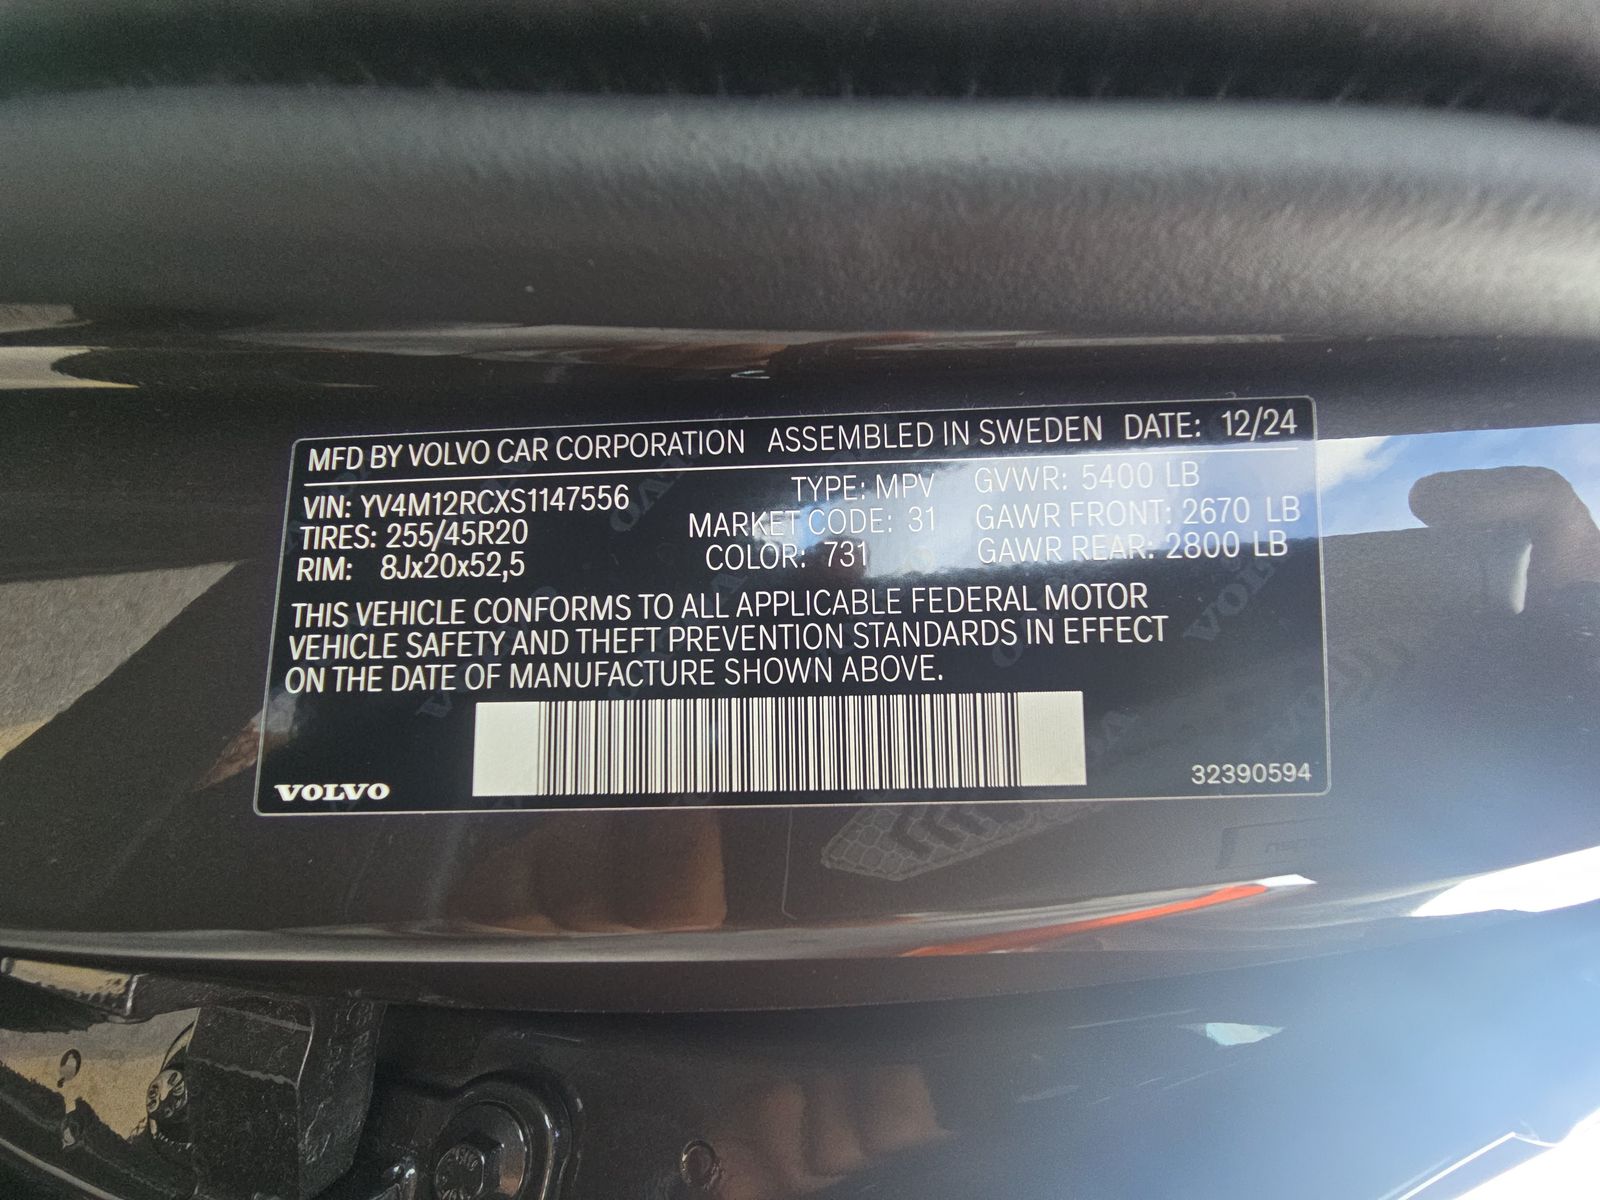 MFD BY VOLVO CAR CORPORATION ASSEMBLED IN SWEDEN DATE: 12/24
VIN: YV4M12RCXS1147556 TYPE: MPV GVWR: 5400 LB
TIRES: 255/45R20 MARKET CODE: 31 GAWR FRONT: 2670 LB
RIM: 8Jx20x52,5 COLOR: 731 GAWR REAR: 2800 LB
THIS VEHICLE CONFORMS TO ALL APPLICABLE FEDERAL MOTOR
VEHICLE SAFETY AND THEFT PREVENTION STANDARDS IN EFFECT
ON THE DATE OF MANUFACTURE SHOWN ABOVE.
VOLVO 32390594